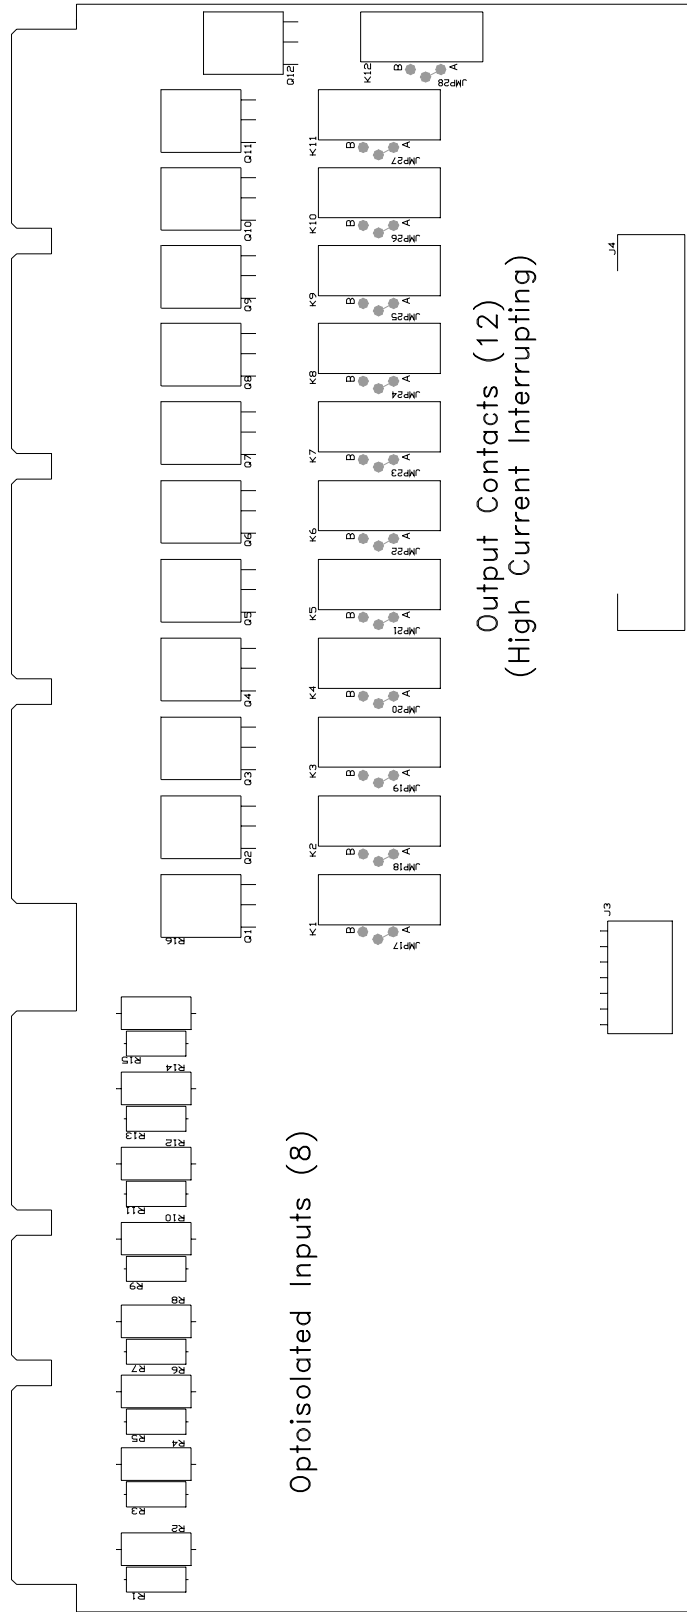 Q12
K12
B
A
JMP28
Q11
K11
B
A
JMP27
Q10
K10
B
A
JMP26
Q9
K9
B
A
JMP25
J4
Q8
K8
B
A
JMP24
Q7
K7
B
A
JMP23
Q6
K6
B
A
JMP22
Q5
K5
B
A
JMP21
Output Contacts (12)
(High Current Interrupting)
Q4
K4
B
A
JMP20
Q3
K3
B
A
JMP19
Q2
K2
B
A
JMP18
R16
Q1
K1
B
A
JMP17
J3
R15
R14
R13
R12
R11
R10
R9
R8
R7
R6
R5
R4
R3
R2
R1
Optoisolated Inputs (8)